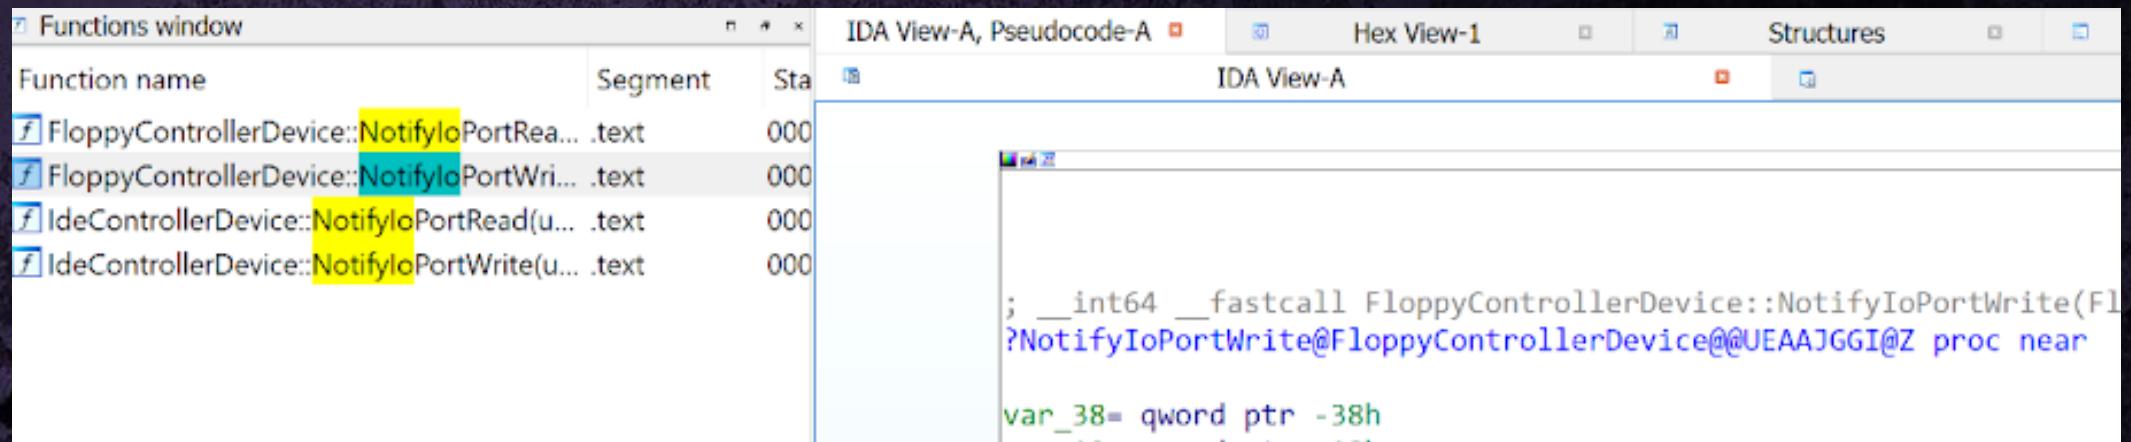 Functions window
Function name Segment Sta
f FloppyControllerDevice::NotifyIoPortRea... .text 000
f FloppyControllerDevice::NotifyIoPortWri... .text 000
f IdeControllerDevice::NotifyIoPortRead(u... .text 000
f IdeControllerDevice::NotifyIoPortWrite(u... .text 000
IDA View-A, Pseudocode-A Hex View-1 Structures
IDA View-A
; __int64 __fastcall FloppyControllerDevice::NotifyIoPortWrite(Fl
?NotifyIoPortWrite@FloppyControllerDevice@@UEAAJGGI@Z proc near
var_38= qword ptr -38h